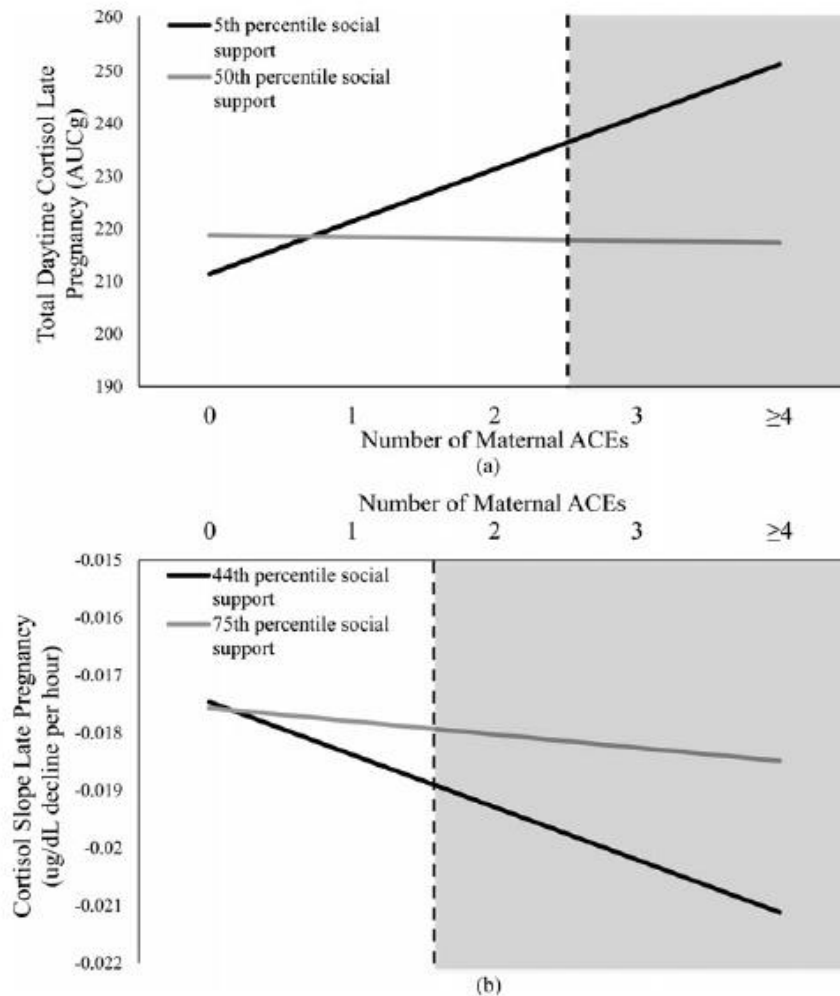 260
250
240
230
220
210
200
190
Total Daytime Cortisol Late
Pregnancy (AUCg)
5th percentile social
support
50th percentile social
support
0 1 2 3 ≥4
Number of Maternal ACEs
(a)
Number of Maternal ACEs
0 1 2 3 ≥4
-0.015
-0.016
-0.017
-0.018
-0.019
-0.02
-0.021
-0.022
Cortisol Slope Late Pregnancy
(ug/dL decline per hour)
44th percentile social
support
75th percentile social
support
(b)